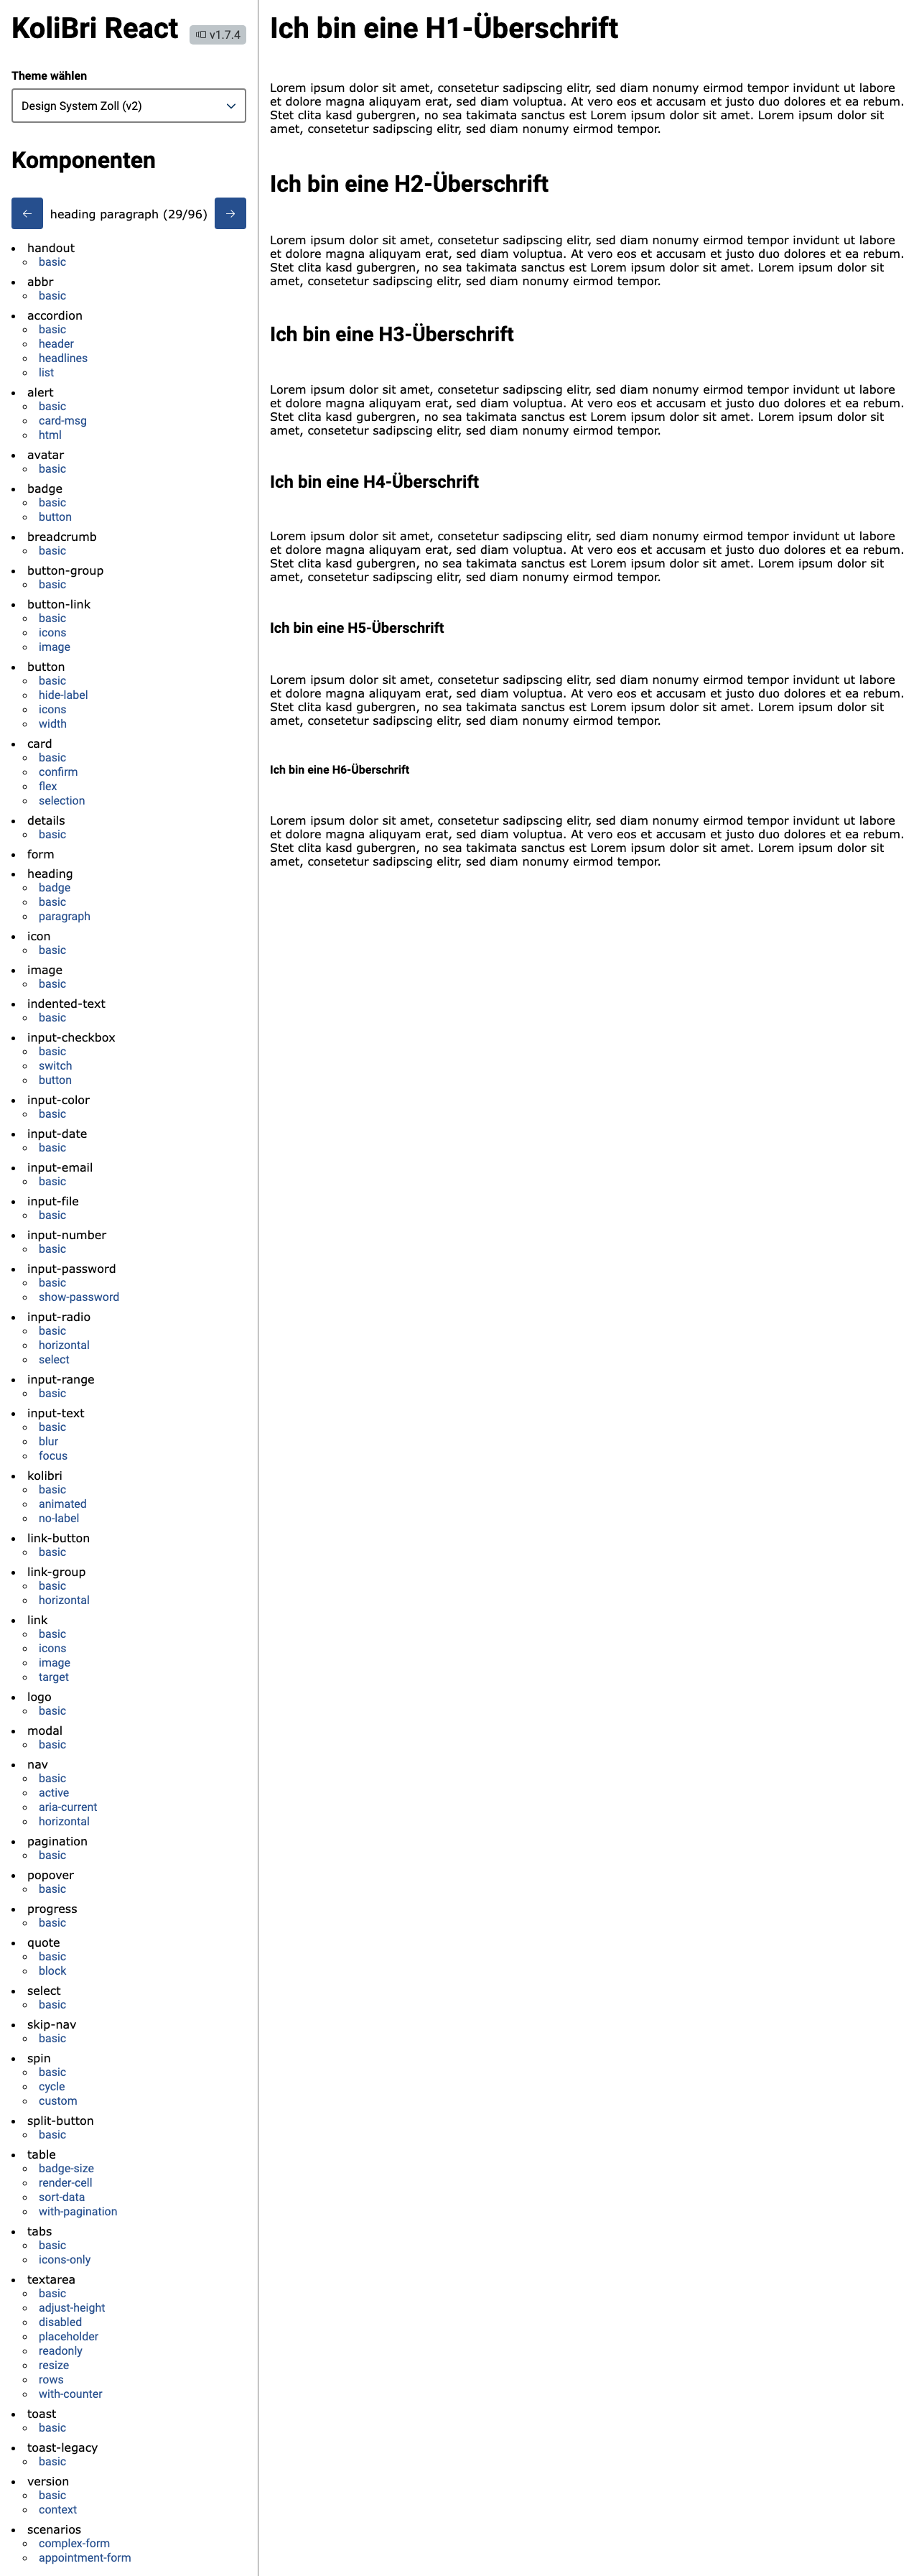 KoliBri React
v1.7.4
Theme wählen
Design System Zoll (v2)
Komponenten
heading paragraph (29/96)
handout
basic
abbr
basic
accordion
basic
header
headlines
list
alert
basic
card-msg
html
avatar
basic
badge
basic
button
breadcrumb
basic
button-group
basic
button-link
basic
icons
image
button
basic
hide-label
icons
width
card
basic
confirm
flex
selection
details
basic
form
heading
badge
basic
paragraph
icon
basic
image
basic
indented-text
basic
input-checkbox
basic
switch
button
input-color
basic
input-date
basic
input-email
basic
input-file
basic
input-number
basic
input-password
basic
show-password
input-radio
basic
horizontal
select
input-range
basic
input-text
basic
blur
focus
kolibri
basic
animated
no-label
link-button
basic
link-group
basic
horizontal
link
basic
icons
image
target
logo
basic
modal
basic
nav
basic
active
aria-current
horizontal
pagination
basic
popover
basic
progress
basic
quote
basic
block
select
basic
skip-nav
basic
spin
basic
cycle
custom
split-button
basic
table
badge-size
render-cell
sort-data
with-pagination
tabs
basic
icons-only
textarea
basic
adjust-height
disabled
placeholder
readonly
resize
rows
with-counter
toast
basic
toast-legacy
basic
version
basic
context
scenarios
complex-form
appointment-form
Ich bin eine H1-Überschrift
Lorem ipsum dolor sit amet, consetetur sadipscing elitr, sed diam nonumy eirmod tempor invidunt ut labore
et dolore magna aliquyam erat, sed diam voluptua. At vero eos et accusam et justo duo dolores et ea rebum.
Stet clita kasd gubergren, no sea takimata sanctus est Lorem ipsum dolor sit amet. Lorem ipsum dolor sit
amet, consetetur sadipscing elitr, sed diam nonumy eirmod tempor.
Ich bin eine H2-Überschrift
Lorem ipsum dolor sit amet, consetetur sadipscing elitr, sed diam nonumy eirmod tempor invidunt ut labore
et dolore magna aliquyam erat, sed diam voluptua. At vero eos et accusam et justo duo dolores et ea rebum.
Stet clita kasd gubergren, no sea takimata sanctus est Lorem ipsum dolor sit amet. Lorem ipsum dolor sit
amet, consetetur sadipscing elitr, sed diam nonumy eirmod tempor.
Ich bin eine H3-Überschrift
Lorem ipsum dolor sit amet, consetetur sadipscing elitr, sed diam nonumy eirmod tempor invidunt ut labore
et dolore magna aliquyam erat, sed diam voluptua. At vero eos et accusam et justo duo dolores et ea rebum.
Stet clita kasd gubergren, no sea takimata sanctus est Lorem ipsum dolor sit amet. Lorem ipsum dolor sit
amet, consetetur sadipscing elitr, sed diam nonumy eirmod tempor.
Ich bin eine H4-Überschrift
Lorem ipsum dolor sit amet, consetetur sadipscing elitr, sed diam nonumy eirmod tempor invidunt ut labore
et dolore magna aliquyam erat, sed diam voluptua. At vero eos et accusam et justo duo dolores et ea rebum.
Stet clita kasd gubergren, no sea takimata sanctus est Lorem ipsum dolor sit amet. Lorem ipsum dolor sit
amet, consetetur sadipscing elitr, sed diam nonumy eirmod tempor.
Ich bin eine H5-Überschrift
Lorem ipsum dolor sit amet, consetetur sadipscing elitr, sed diam nonumy eirmod tempor invidunt ut labore
et dolore magna aliquyam erat, sed diam voluptua. At vero eos et accusam et justo duo dolores et ea rebum.
Stet clita kasd gubergren, no sea takimata sanctus est Lorem ipsum dolor sit amet. Lorem ipsum dolor sit
amet, consetetur sadipscing elitr, sed diam nonumy eirmod tempor.
Ich bin eine H6-Überschrift
Lorem ipsum dolor sit amet, consetetur sadipscing elitr, sed diam nonumy eirmod tempor invidunt ut labore
et dolore magna aliquyam erat, sed diam voluptua. At vero eos et accusam et justo duo dolores et ea rebum.
Stet clita kasd gubergren, no sea takimata sanctus est Lorem ipsum dolor sit amet. Lorem ipsum dolor sit
amet, consetetur sadipscing elitr, sed diam nonumy eirmod tempor.